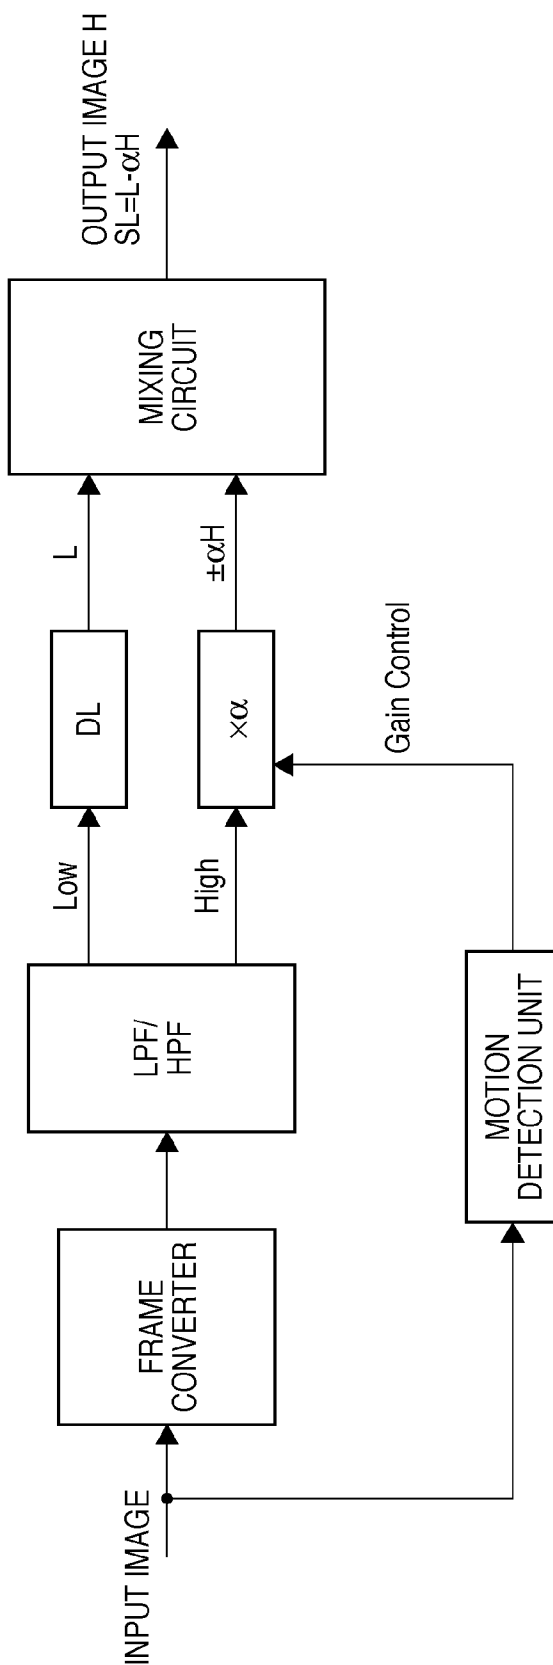 INPUT IMAGE
FRAME
CONVERTER
LPF/
HPF
Low
High
DL
×α
L
±αH
MIXING
CIRCUIT
OUTPUT IMAGE H
SL=L-αH
MOTION
DETECTION UNIT
Gain Control